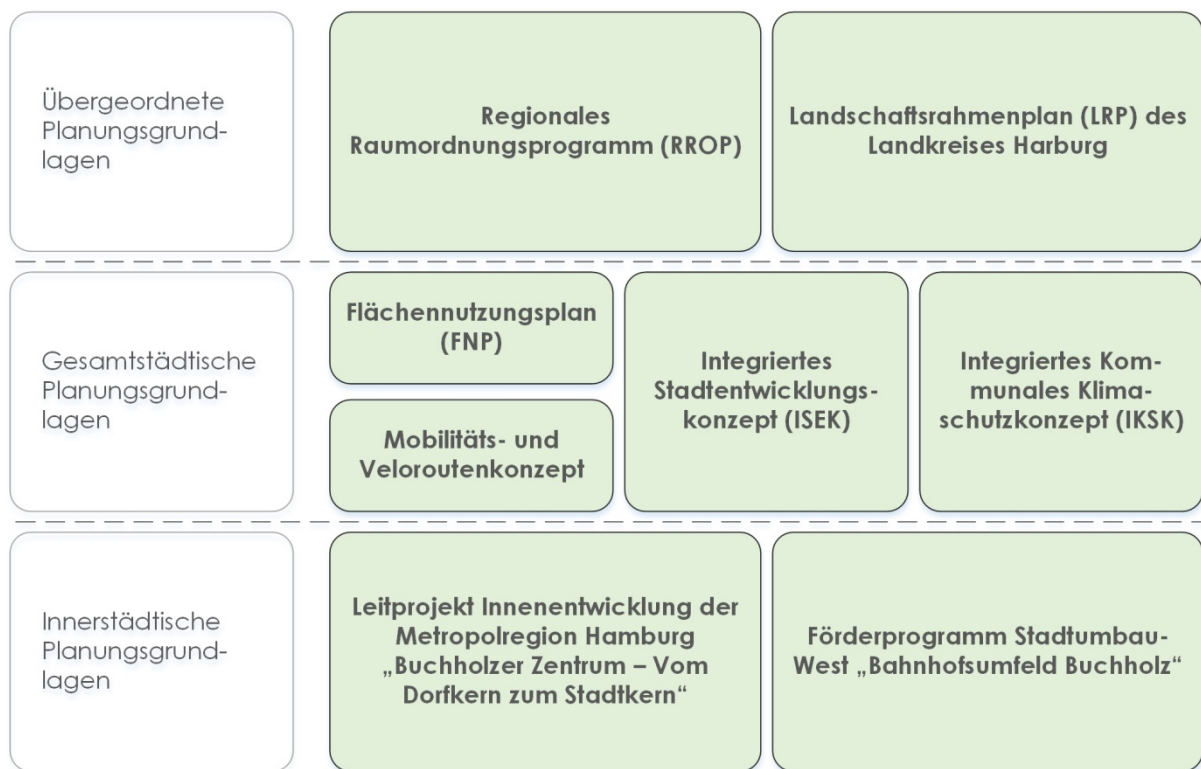 Übergeordnete
Planungsgrund-
lagen
Regionales
Raumordnungsprogramm (RROP)
Landschaftsrahmenplan (LRP) des
Landkreises Harburg
Gesamtstädtische
Planungsgrund-
lagen
Flächennutzungsplan
(FNP)
Mobilitäts- und
Veloroutenkonzept
Integriertes
Stadtentwicklungs-
konzept (ISEK)
Integriertes Kom-
munales Klima-
schutzkonzept (IKSK)
Innerstädtische
Planungsgrund-
lagen
Leitprojekt Innenentwicklung der
Metropolregion Hamburg
„Buchholzer Zentrum – Vom
Dorfkern zum Stadtkern“
Förderprogramm Stadtumbau-
West „Bahnhofsumfeld Buchholz“